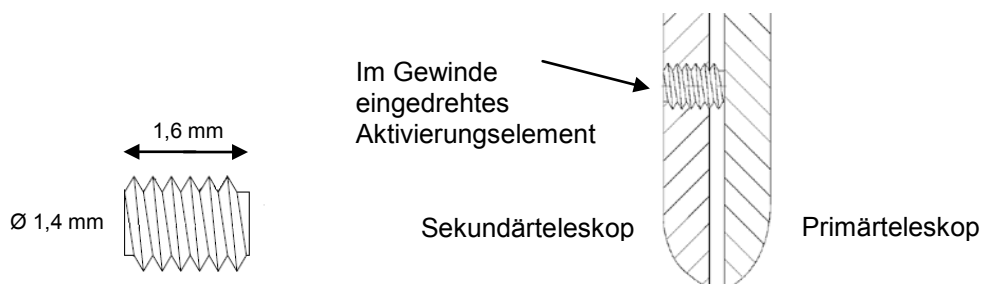 1,6 mm
Ø 1,4 mm
Im Gewinde
eingedrehtes
Aktivierungselement
Sekundärteleskop
Primärteleskop